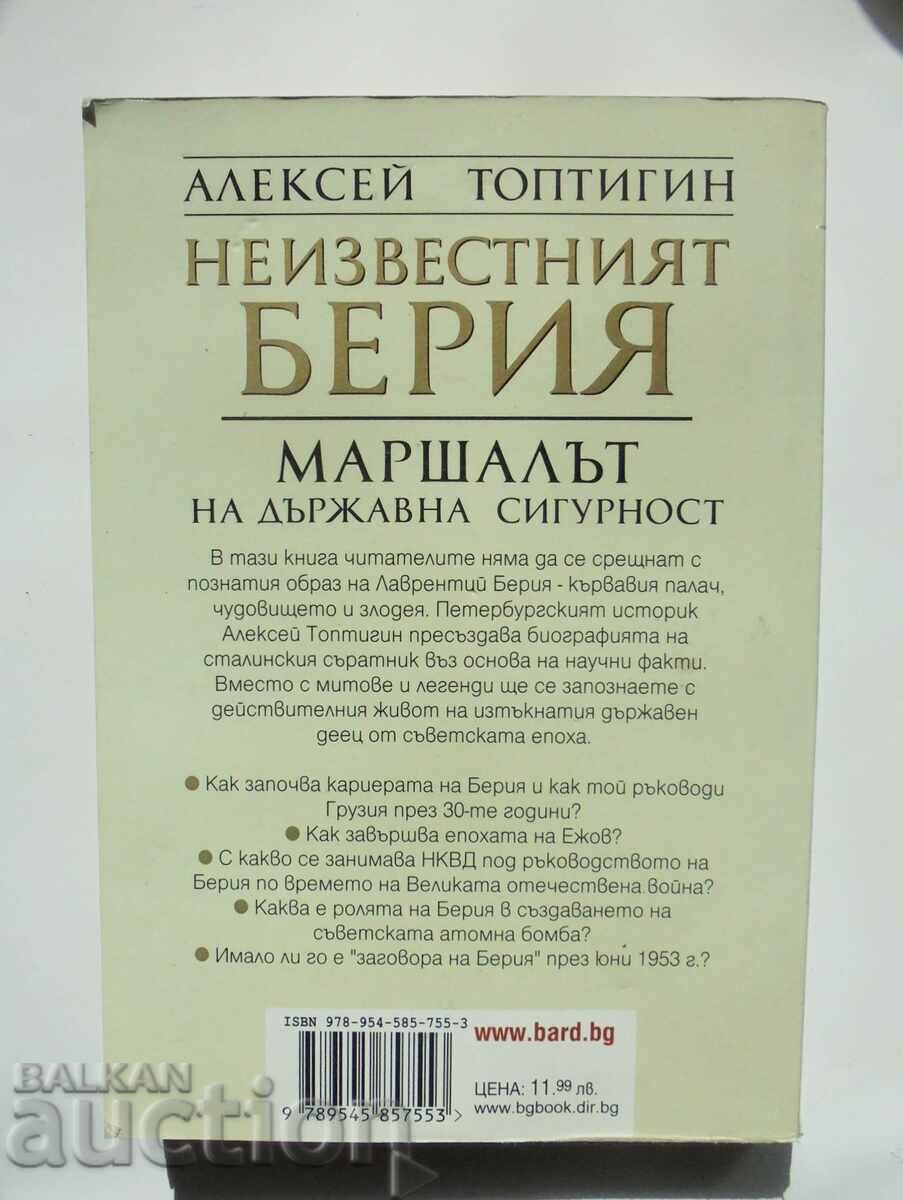 АЛЕКСЕЙ ТОПТИГИН
НЕИЗВЕСТНИЯТ
БЕРИЯ
МАРШАЛЪТ
НА ДЪРЖАВНА СИГУРНОСТ
В тази книга читателите няма да се срещнат с
познатия образ на Лаврентий Берия - кървавия палач,
чудовището и злодея. Петербургският историк
Алексей Топтигин пресъздава биографията на
сталинския съратник въз основа на научни факти.
Вместо с митове и легенди ще се запознаете с
действителния живот на изтъкнатия държавен
деец от съветската епоха.
● Как започва кариерата на Берия и как той ръководи
Грузия през 30-те години?
● Как завършва епохата на Ежов?
● С какво се занимава НКВД под ръководството на
Берия по времето на Великата отечествена война?
● Каква е ролята на Берия в създаването на
съветската атомна бомба?
● Имало ли го е "заговора на Берия" през юни 1953 г.?
ISBN 978-954-585-755-3
www.bard.bg
ЦЕНА: 11.99 лв.
www.bgbook.dir.bg
9 789545 857553 >
BALKAN
auction